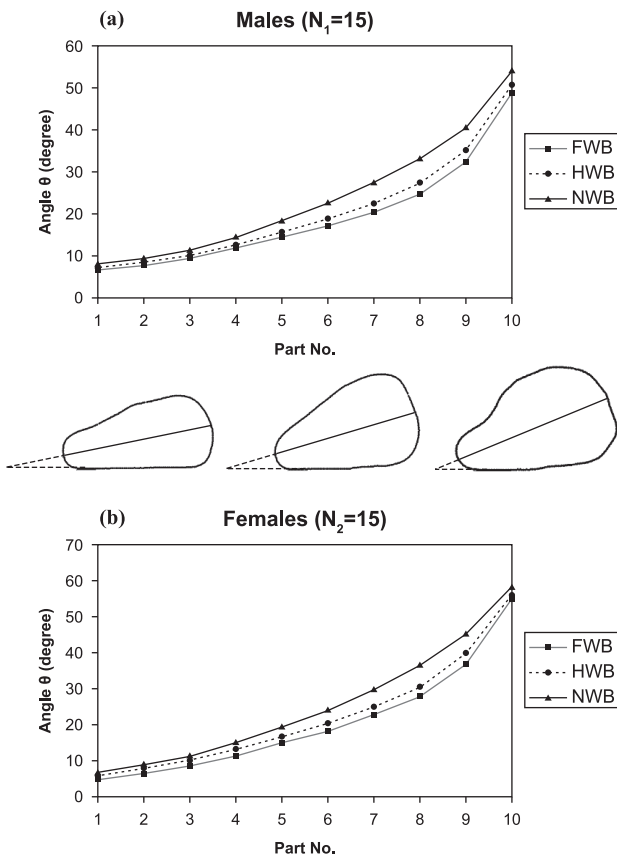 (a) Males (N₁=15)
60
50
40
30
20
10
0
Angle θ (degree)
1 2 3 4 5 6 7 8 9 10
Part No.
FWB
HWB
NWB
(b) Females (N₂=15)
70
60
50
40
30
20
10
0
Angle θ (degree)
1 2 3 4 5 6 7 8 9 10
Part No.
FWB
HWB
NWB